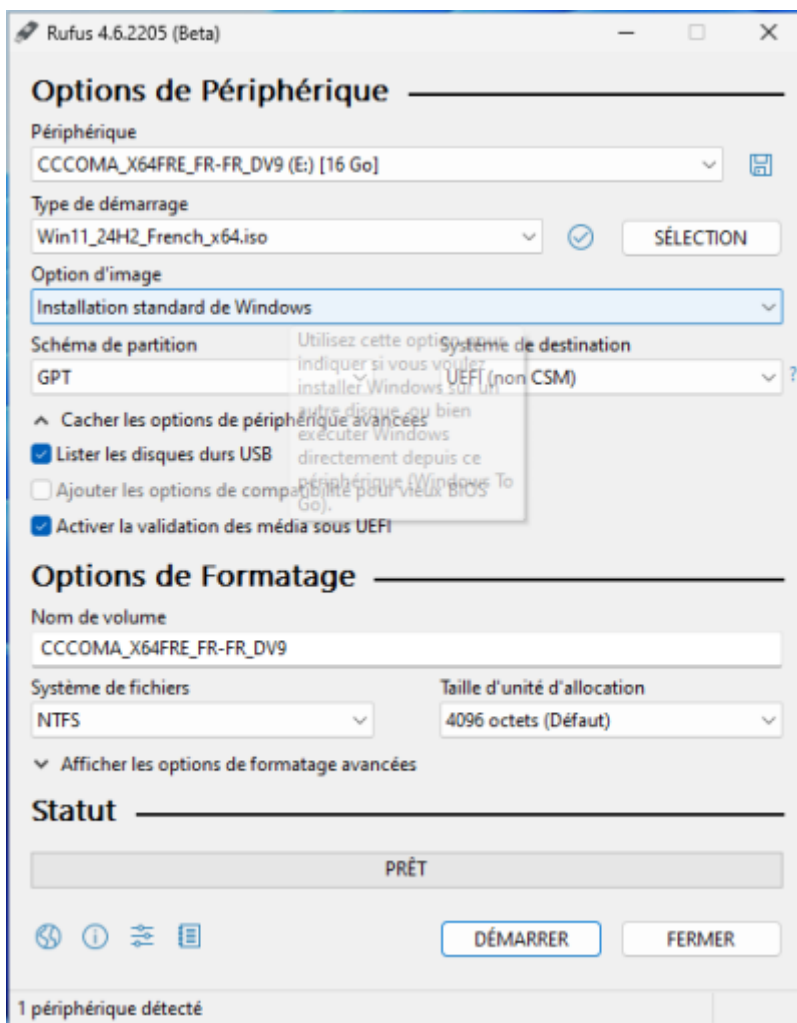 Rufus 4.6.2205 (Beta)
Options de Périphérique
Périphérique
CCCOMA_X64FRE_FR-FR_DV9 (E:) [16 Go]
Type de démarrage
Win11_24H2_French_x64.iso
SÉLECTION
Option d'image
Installation standard de Windows
Schéma de partition
Système de destination
GPT
UEFI (non CSM)
?
Utilisez cette option pour
indiquer si vous voulez
installer Windows sur un
autre disque, ou bien
exécuter Windows
directement depuis ce
périphérique (Windows To
Go).
Cacher les options de périphérique avancées
Lister les disques durs USB
Ajouter les options de compatibilité pour vieux BIOS
Activer la validation des média sous UEFI
Options de Formatage
Nom de volume
CCCOMA_X64FRE_FR-FR_DV9
Système de fichiers
Taille d'unité d'allocation
NTFS
4096 octets (Défaut)
Afficher les options de formatage avancées
Statut
PRÊT
DÉMARRER
FERMER
1 périphérique détecté